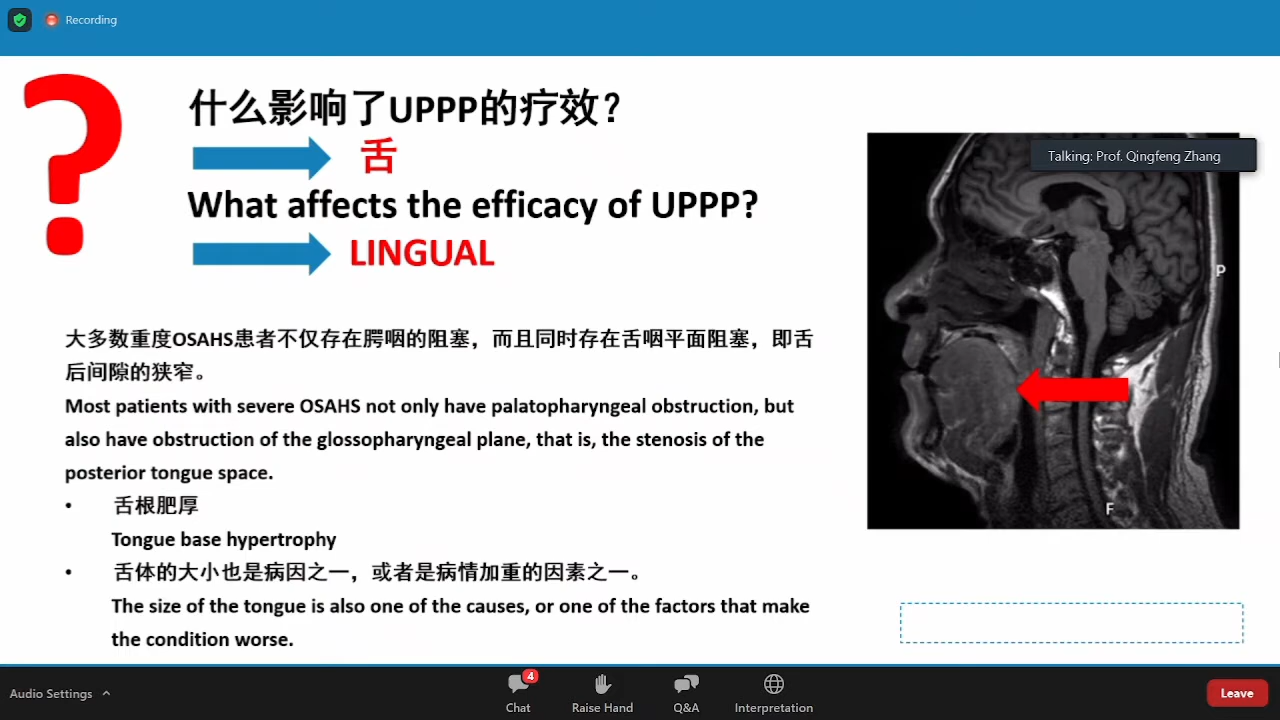 Recording
?
什么影响了UPPP的疗效？
舌
What affects the efficacy of UPPP?
LINGUAL
Talking: Prof. Qingfeng Zhang
P
F
大多数重度OSAHS患者不仅存在腭咽的阻塞，而且同时存在舌咽平面阻塞，即舌
后间隙的狭窄。
Most patients with severe OSAHS not only have palatopharyngeal obstruction, but
also have obstruction of the glossopharyngeal plane, that is, the stenosis of the
posterior tongue space.
• 舌根肥厚
Tongue base hypertrophy
• 舌体的大小也是病因之一，或者是病情加重的因素之一。
The size of the tongue is also one of the causes, or one of the factors that make
the condition worse.
Audio Settings
4
Chat
Raise Hand
Q&A
Interpretation
Leave